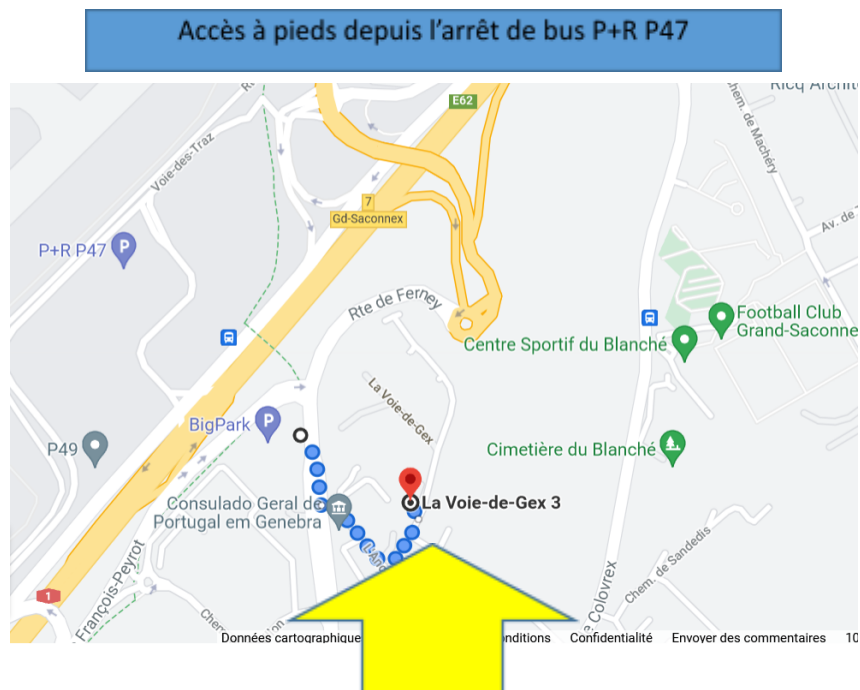 Accès à pieds depuis l'arrêt de bus P+R P47
E62
Chem. de Machéry
Voie-des-Traz
7
Gd-Saconnex
Av. de
P+R P47
P
Rte de Ferney
Football Club
Grand-Saconne
Centre Sportif du Blanché
La Voie-de-Gex
BigPark
P
P49
Cimetière du Blanché
La Voie-de-Gex 3
Consulado Geral de
Portugal em Genebra
Chem. de Sandedis
Colovrex
1
François-Peyrot
Données cartographique
onditions
Confidentialité
Envoyer des commentaires
10